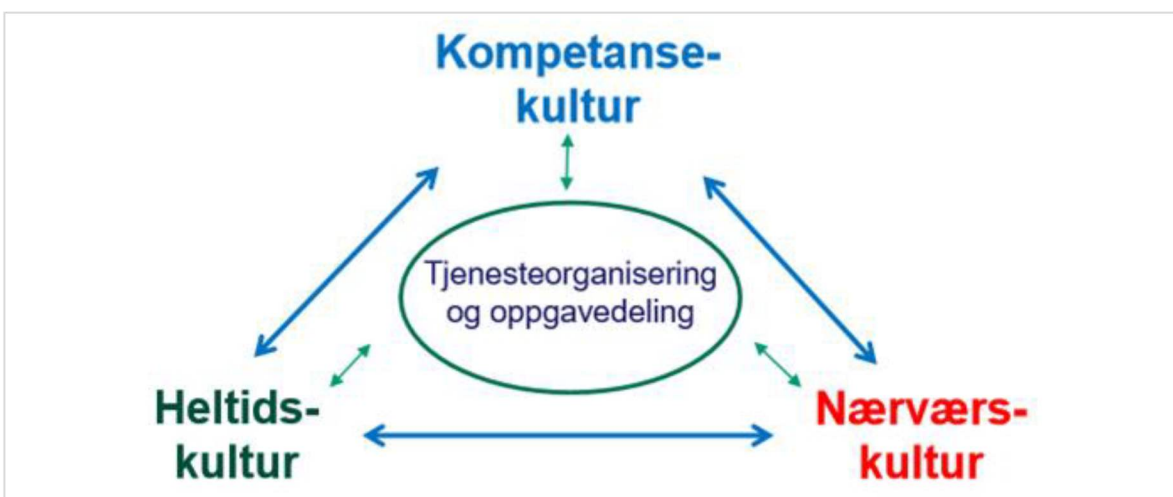 Kompetanse-
kultur
Tjenesteorganisering
og oppgavedeling
Heltids-
kultur
Nærværs-
kultur